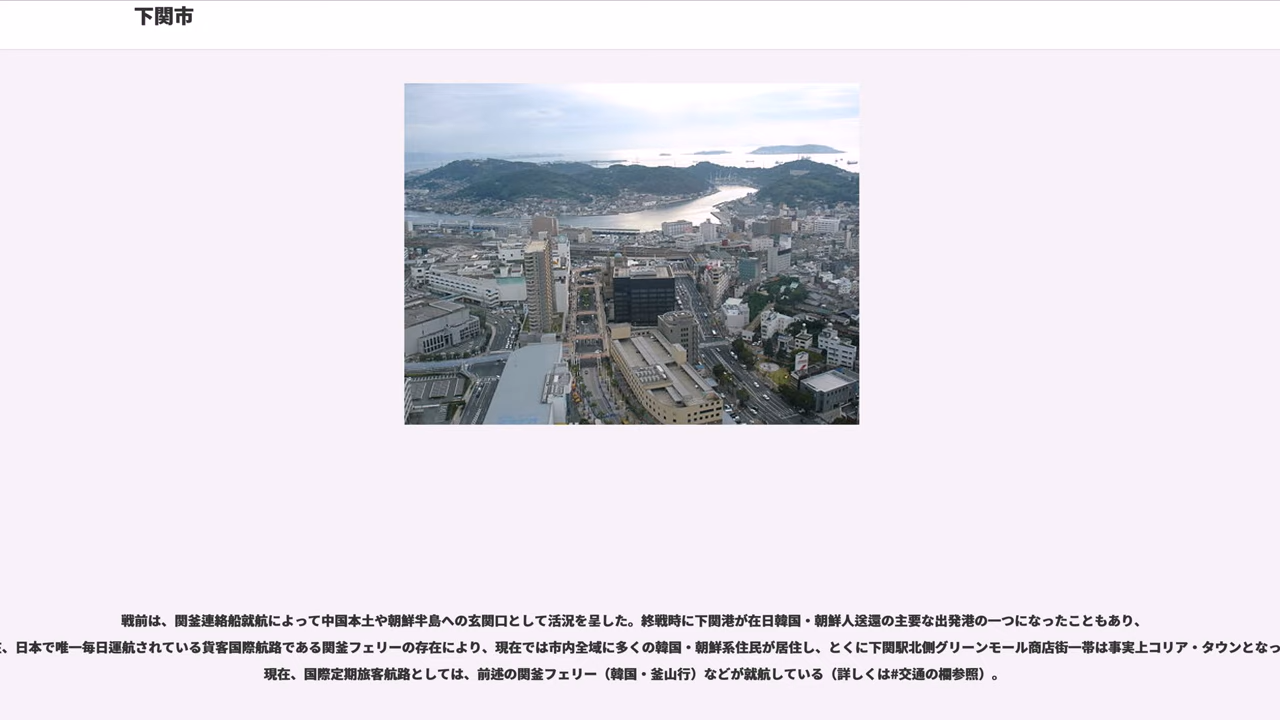 下関市
戦前は、関釜連絡船就航によって中国本土や朝鮮半島への玄関口として活況を呈した。終戦時に下関港が在日韓国・朝鮮人送還の主要な出発港の一つになったこともあり、
、日本で唯一毎日運航されている貨客国際航路である関釜フェリーの存在により、現在では市内全域に多くの韓国・朝鮮系住民が居住し、とくに下関駅北側グリーンモール商店街一帯は事実上コリア・タウンとなっ
現在、国際定期旅客航路としては、前述の関釜フェリー（韓国・釜山行）などが就航している（詳しくは#交通の欄参照）。